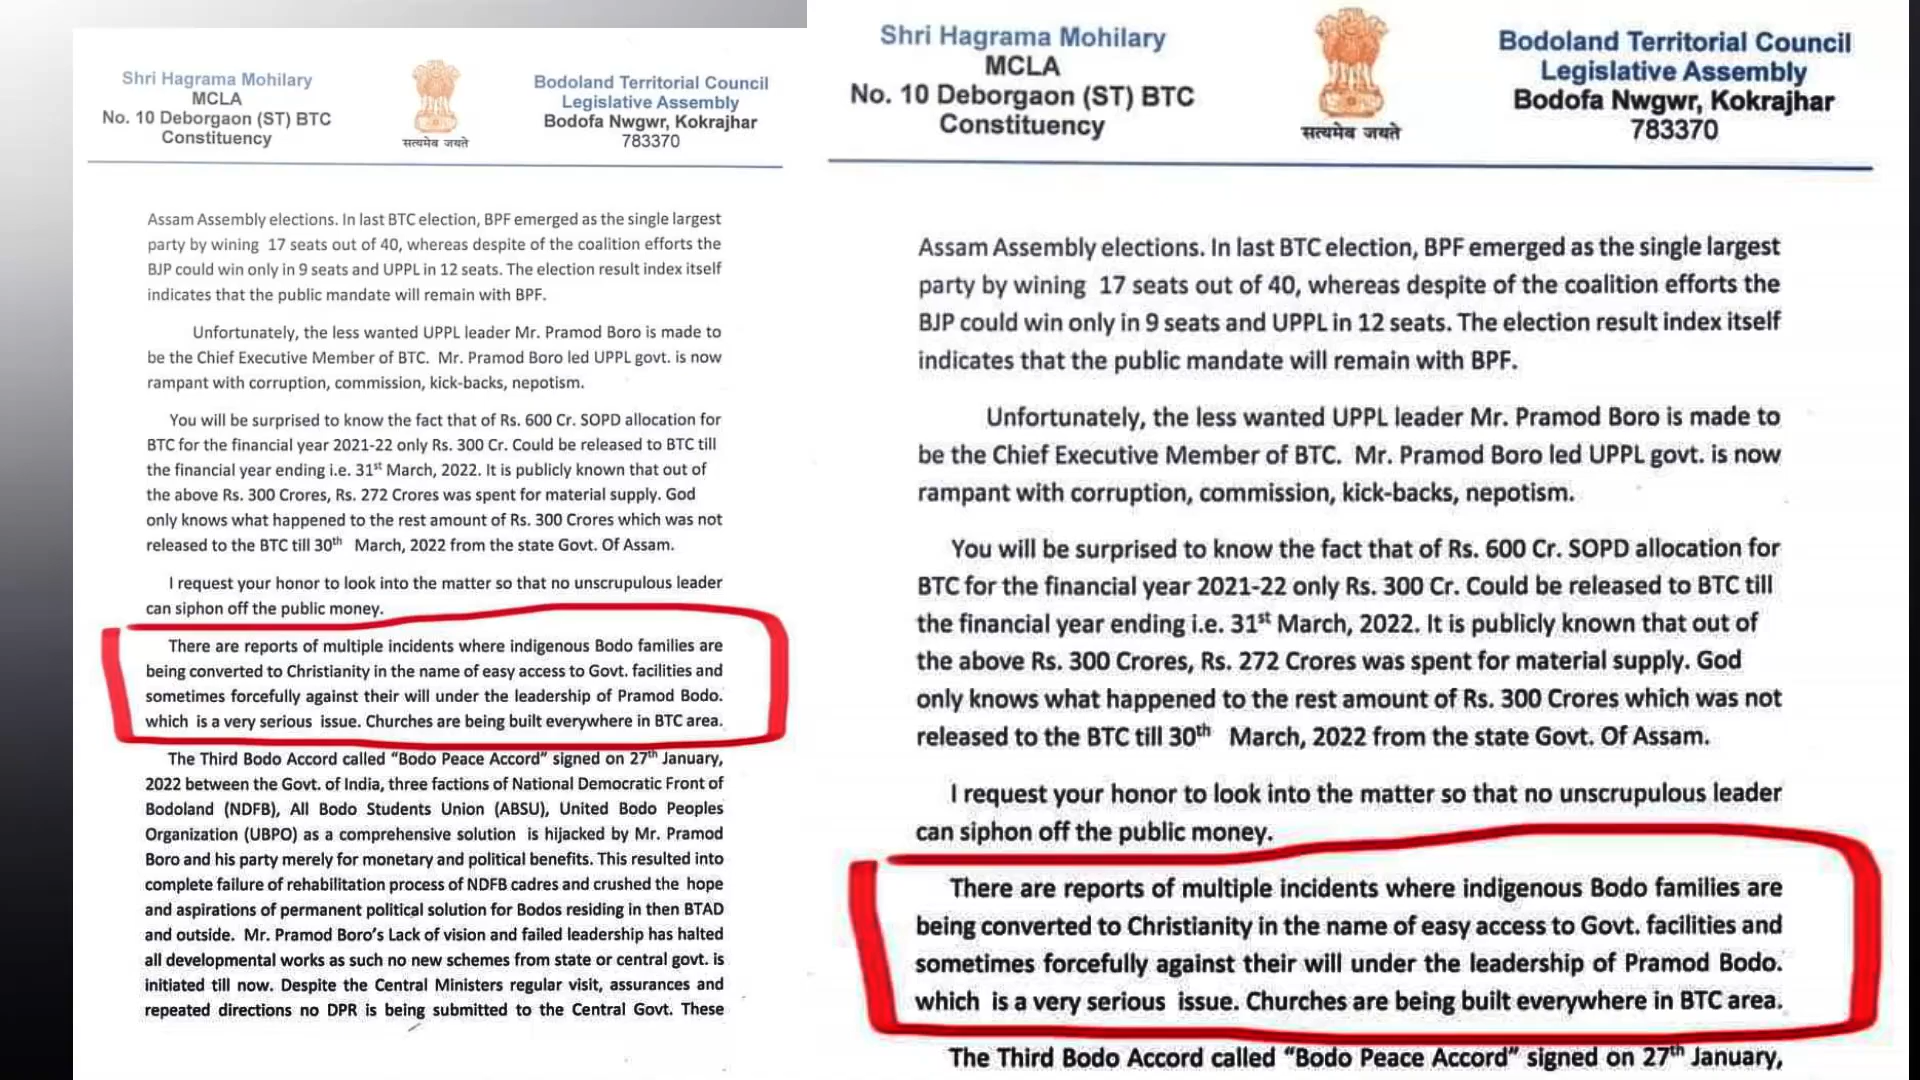 Shri Hagrama Mohilary
MCLA
No. 10 Deborgaon (ST) BTC
Constituency
सत्यमेव जयते
Bodoland Territorial Council
Legislative Assembly
Bodofa Nwgwr, Kokrajhar
783370
Assam Assembly elections. In last BTC election, BPF emerged as the single largest
party by wining 17 seats out of 40, whereas despite of the coalition efforts the
BJP could win only in 9 seats and UPPL in 12 seats. The election result index itself
indicates that the public mandate will remain with BPF.
Unfortunately, the less wanted UPPL leader Mr. Pramod Boro is made to
be the Chief Executive Member of BTC. Mr. Pramod Boro led UPPL govt. is now
rampant with corruption, commission, kick-backs, nepotism.
You will be surprised to know the fact that of Rs. 600 Cr. SOPD allocation for
BTC for the financial year 2021-22 only Rs. 300 Cr. Could be released to BTC till
the financial year ending i.e. 31st March, 2022. It is publicly known that out of
the above Rs. 300 Crores, Rs. 272 Crores was spent for material supply. God
only knows what happened to the rest amount of Rs. 300 Crores which was not
released to the BTC till 30th March, 2022 from the state Govt. Of Assam.
I request your honor to look into the matter so that no unscrupulous leader
can siphon off the public money.
There are reports of multiple incidents where indigenous Bodo families are
being converted to Christianity in the name of easy access to Govt. facilities and
sometimes forcefully against their will under the leadership of Pramod Bodo.
which is a very serious issue. Churches are being built everywhere in BTC area.
The Third Bodo Accord called “Bodo Peace Accord” signed on 27th January,
2022 between the Govt. of India, three factions of National Democratic Front of
Bodoland (NDFB), All Bodo Students Union (ABSU), United Bodo Peoples
Organization (UBPO) as a comprehensive solution is hijacked by Mr. Pramod
Boro and his party merely for monetary and political benefits. This resulted into
complete failure of rehabilitation process of NDFB cadres and crushed the hope
and aspirations of permanent political solution for Bodos residing in then BTAD
and outside. Mr. Pramod Boro’s Lack of vision and failed leadership has halted
all developmental works as such no new schemes from state or central govt. is
initiated till now. Despite the Central Ministers regular visit, assurances and
repeated directions no DPR is being submitted to the Central Govt. These
Shri Hagrama Mohilary
MCLA
No. 10 Deborgaon (ST) BTC
Constituency
सत्यमेव जयते
Bodoland Territorial Council
Legislative Assembly
Bodofa Nwgwr, Kokrajhar
783370
Assam Assembly elections. In last BTC election, BPF emerged as the single largest
party by wining 17 seats out of 40, whereas despite of the coalition efforts the
BJP could win only in 9 seats and UPPL in 12 seats. The election result index itself
indicates that the public mandate will remain with BPF.
Unfortunately, the less wanted UPPL leader Mr. Pramod Boro is made to
be the Chief Executive Member of BTC. Mr. Pramod Boro led UPPL govt. is now
rampant with corruption, commission, kick-backs, nepotism.
You will be surprised to know the fact that of Rs. 600 Cr. SOPD allocation for
BTC for the financial year 2021-22 only Rs. 300 Cr. Could be released to BTC till
the financial year ending i.e. 31st March, 2022. It is publicly known that out of
the above Rs. 300 Crores, Rs. 272 Crores was spent for material supply. God
only knows what happened to the rest amount of Rs. 300 Crores which was not
released to the BTC till 30th March, 2022 from the state Govt. Of Assam.
I request your honor to look into the matter so that no unscrupulous leader
can siphon off the public money.
There are reports of multiple incidents where indigenous Bodo families are
being converted to Christianity in the name of easy access to Govt. facilities and
sometimes forcefully against their will under the leadership of Pramod Bodo.
which is a very serious issue. Churches are being built everywhere in BTC area.
The Third Bodo Accord called “Bodo Peace Accord” signed on 27th January,